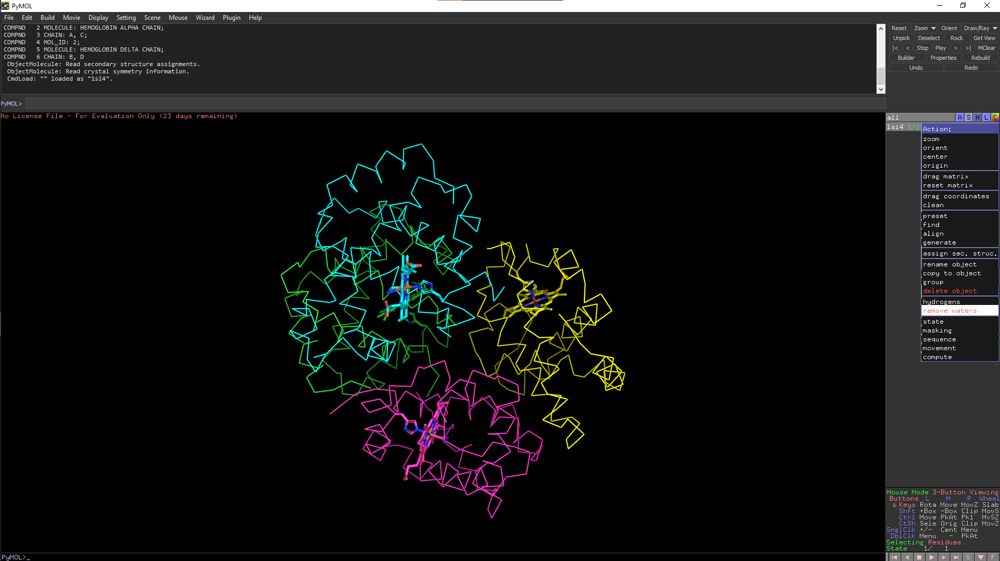 PyMOL
File Edit Build Movie Display Setting Scene Mouse Wizard Plugin Help
COMPND   2 MOLECULE: HEMOGLOBIN ALPHA CHAIN;
COMPND   3 CHAIN: A, C;
COMPND   4 MOL_ID: 2;
COMPND   5 MOLECULE: HEMOGLOBIN DELTA CHAIN;
COMPND   6 CHAIN: B, D
ObjectMolecule: Read secondary structure assignments.
ObjectMolecule: Read crystal symmetry information.
CmdLoad: "" loaded as "1si4".
Reset Zoom Orient Draw/Ray
Unpick Deselect Rock Get View
|< < Stop Play > >| MClear
Builder Properties Rebuild
Undo Redo
PyMOL>
No License File - For Evaluation Only (23 days remaining)
all A S H L C
1si4 1/1
Action:
zoom
orient
center
origin
drag matrix
reset matrix
drag coordinates
clean
preset
find
align
generate
assign sec. struc.
rename object
copy to object
group
delete object
hydrogens
remove waters
state
masking
sequence
movement
compute
Mouse Mode 3-Button Viewing
Buttons L M R Wheel
& Keys Rota Move MovZ Slab
Shft +Box -Box Clip MovS
Ctrl Move PkAt Pk1 MvSZ
CtSh Sele Orig Clip MovZ
SnglClk +/- Cent Menu
DblClk Menu - PkAt
Selecting Residues
State 1/ 1
PyMOL>_
S F